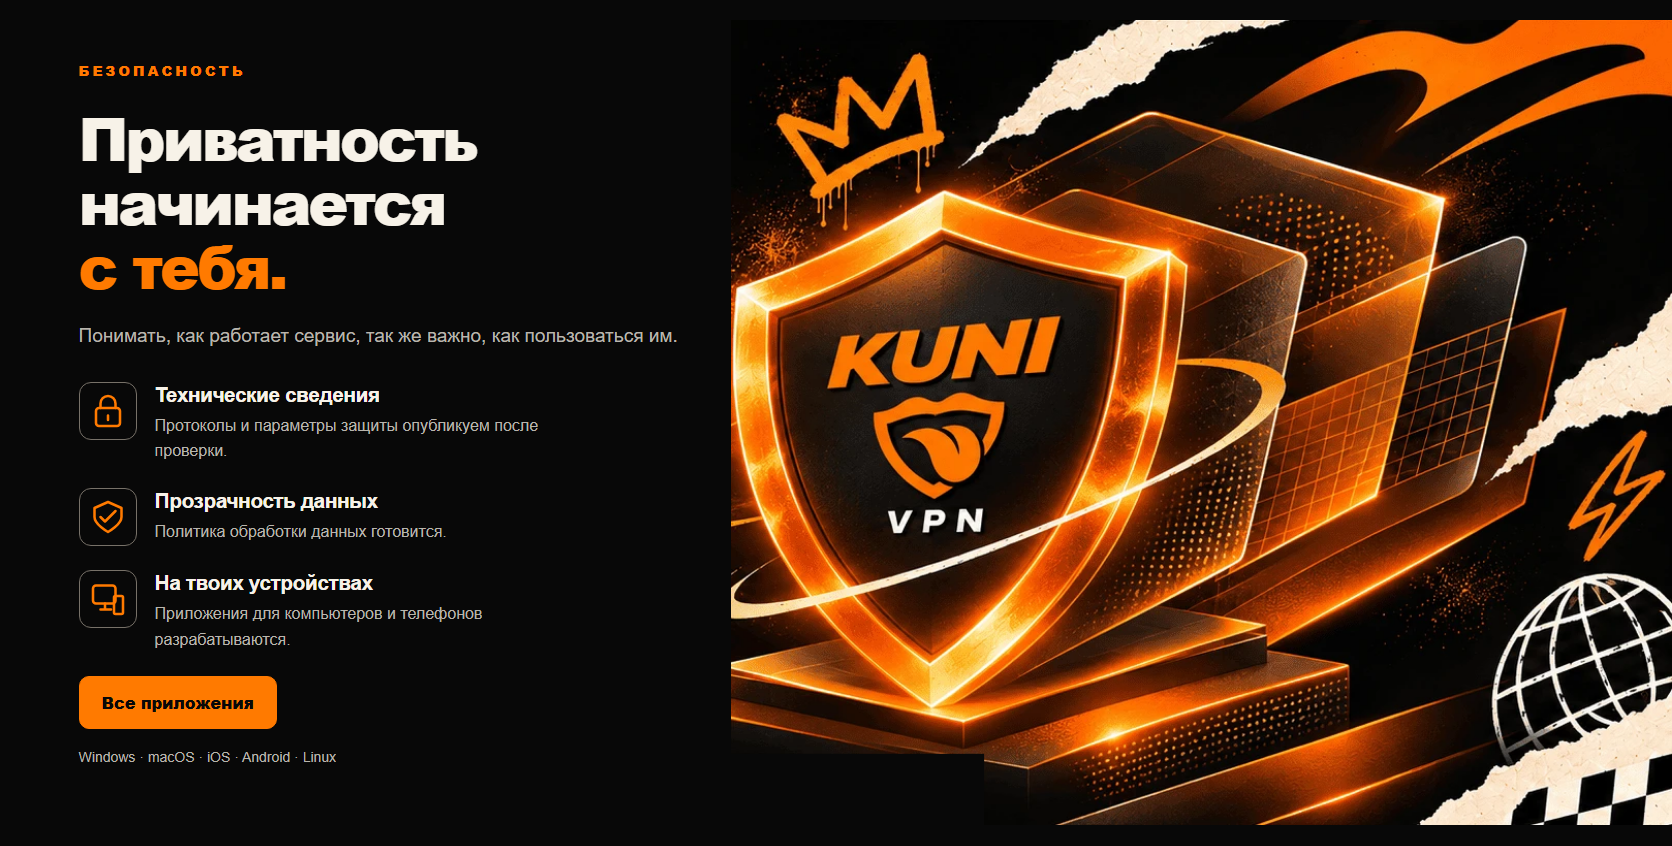 БЕЗОПАСНОСТЬ
Приватность
начинается
с тебя.
Понимать, как работает сервис, так же важно, как пользоваться им.
Технические сведения
Протоколы и параметры защиты опубликуем после
проверки.
Прозрачность данных
Политика обработки данных готовится.
На твоих устройствах
Приложения для компьютеров и телефонов
разрабатываются.
Все приложения
Windows · macOS · iOS · Android · Linux
KUNI
VPN